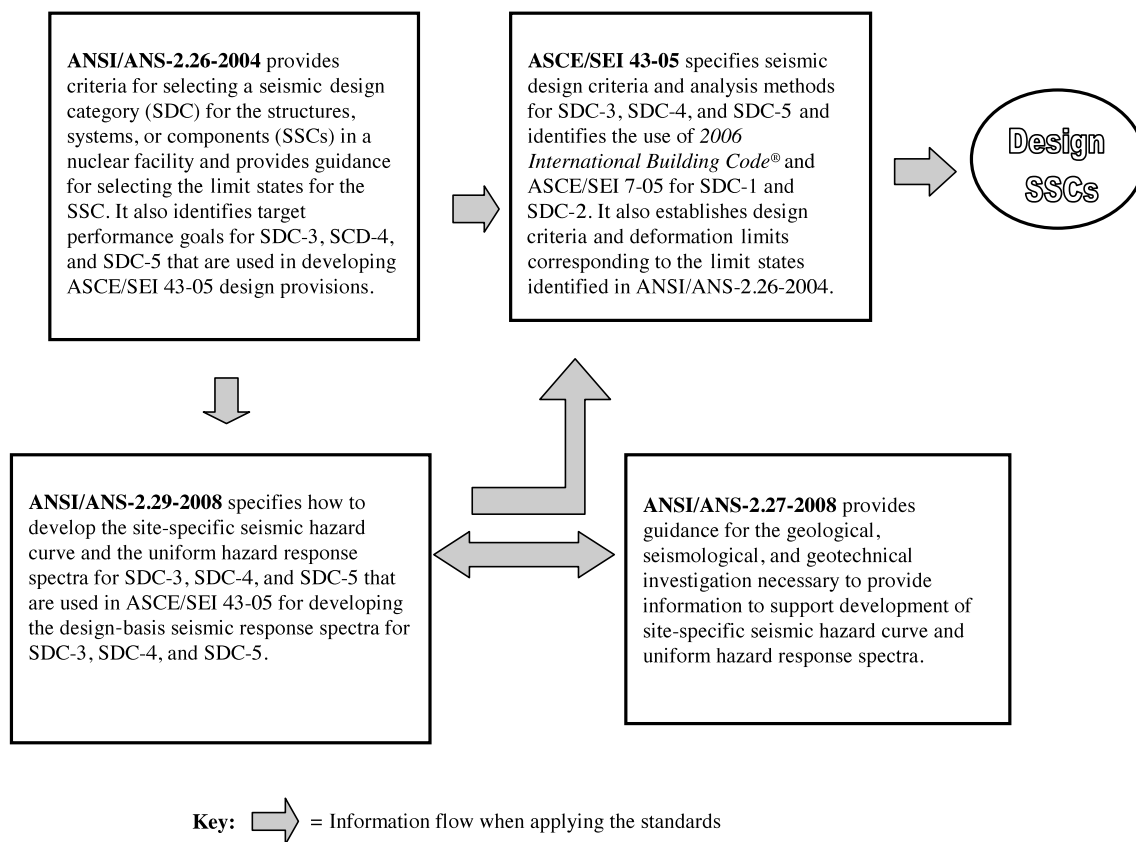 ANSI/ANS-2.26-2004 provides
criteria for selecting a seismic design
category (SDC) for the structures,
systems, or components (SSCs) in a
nuclear facility and provides guidance
for selecting the limit states for the
SSC. It also identifies target
performance goals for SDC-3, SCD-4,
and SDC-5 that are used in developing
ASCE/SEI 43-05 design provisions.
ASCE/SEI 43-05 specifies seismic
design criteria and analysis methods
for SDC-3, SDC-4, and SDC-5 and
identifies the use of 2006
International Building Code® and
ASCE/SEI 7-05 for SDC-1 and
SDC-2. It also establishes design
criteria and deformation limits
corresponding to the limit states
identified in ANSI/ANS-2.26-2004.
Design
SSCs
ANSI/ANS-2.29-2008 specifies how to
develop the site-specific seismic hazard
curve and the uniform hazard response
spectra for SDC-3, SDC-4, and SDC-5 that
are used in ASCE/SEI 43-05 for developing
the design-basis seismic response spectra for
SDC-3, SDC-4, and SDC-5.
ANSI/ANS-2.27-2008 provides
guidance for the geological,
seismological, and geotechnical
investigation necessary to provide
information to support development of
site-specific seismic hazard curve and
uniform hazard response spectra.
Key: = Information flow when applying the standards